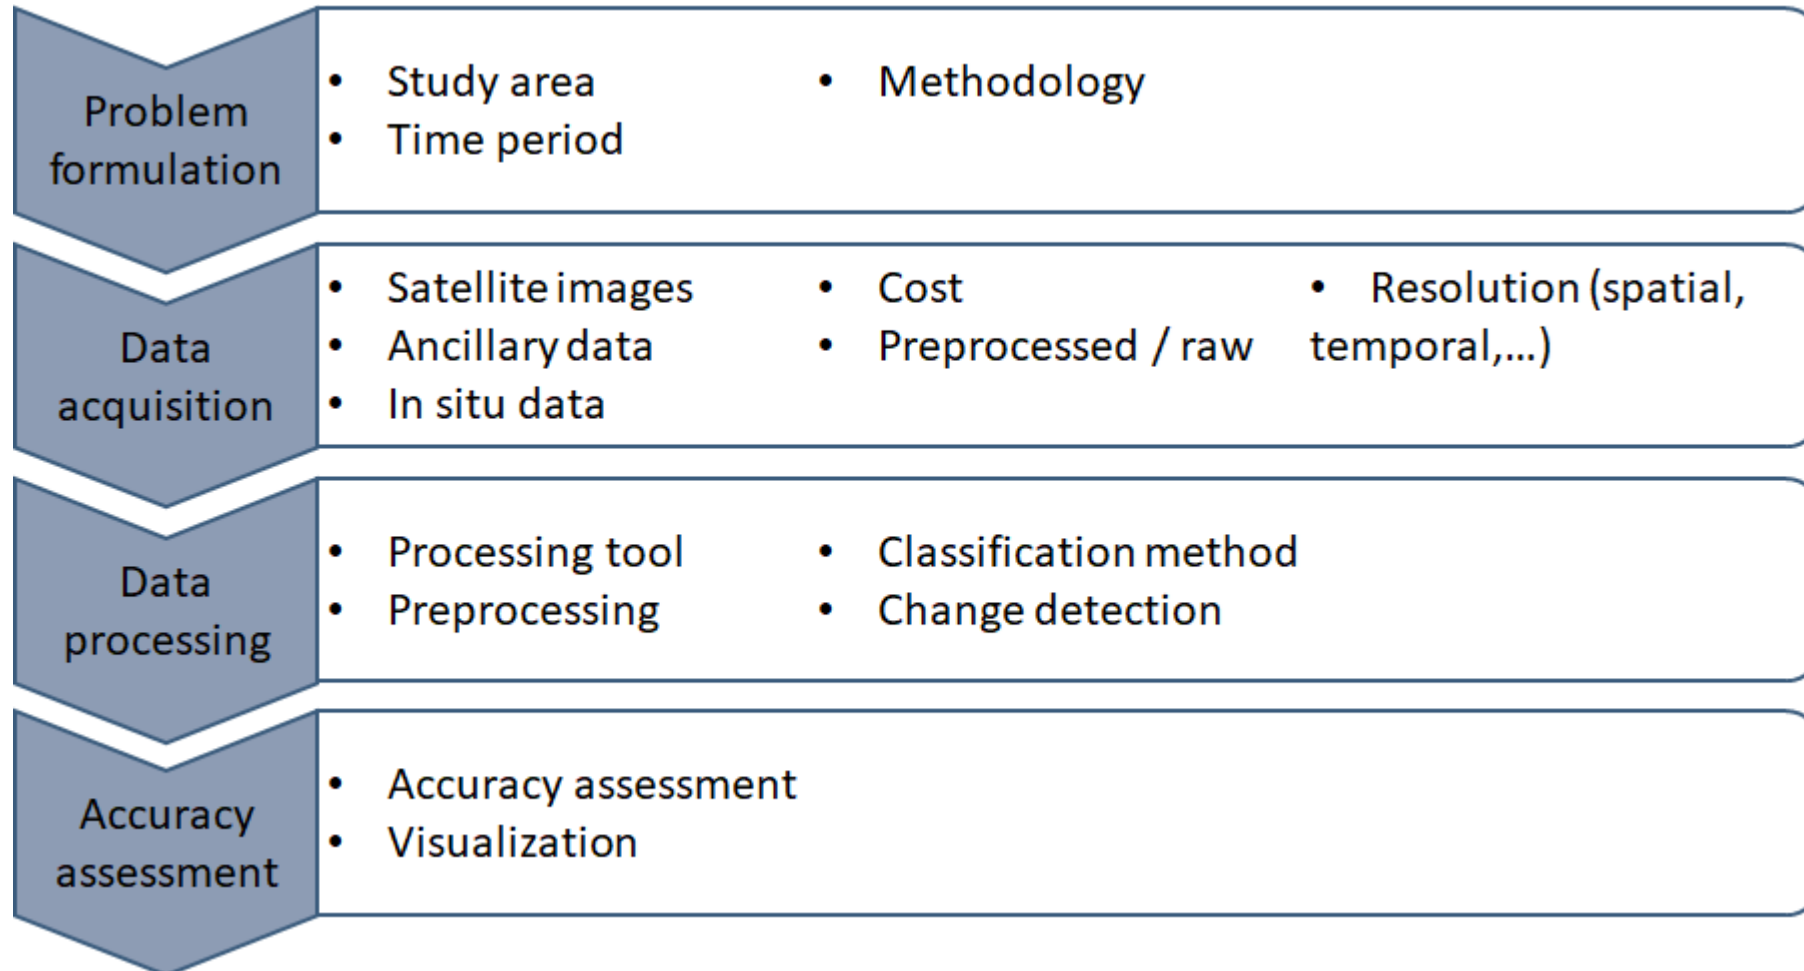 Problem
formulation
• Study area
• Time period
• Methodology
Data
acquisition
• Satellite images
• Ancillary data
• In situ data
• Cost
• Preprocessed / raw
• Resolution (spatial,
temporal,...)
Data
processing
• Processing tool
• Preprocessing
• Classification method
• Change detection
Accuracy
assessment
• Accuracy assessment
• Visualization